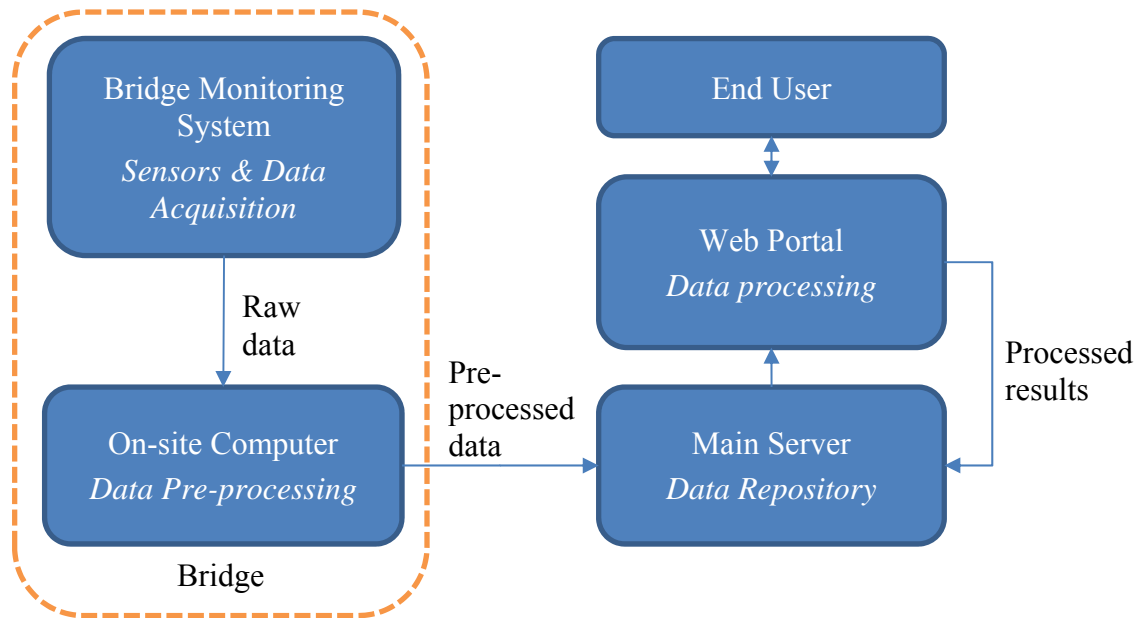 Bridge Monitoring
System
Sensors & Data
Acquisition
Raw
data
On-site Computer
Data Pre-processing
Bridge
Pre-
processed
data
End User
Web Portal
Data processing
Processed
results
Main Server
Data Repository